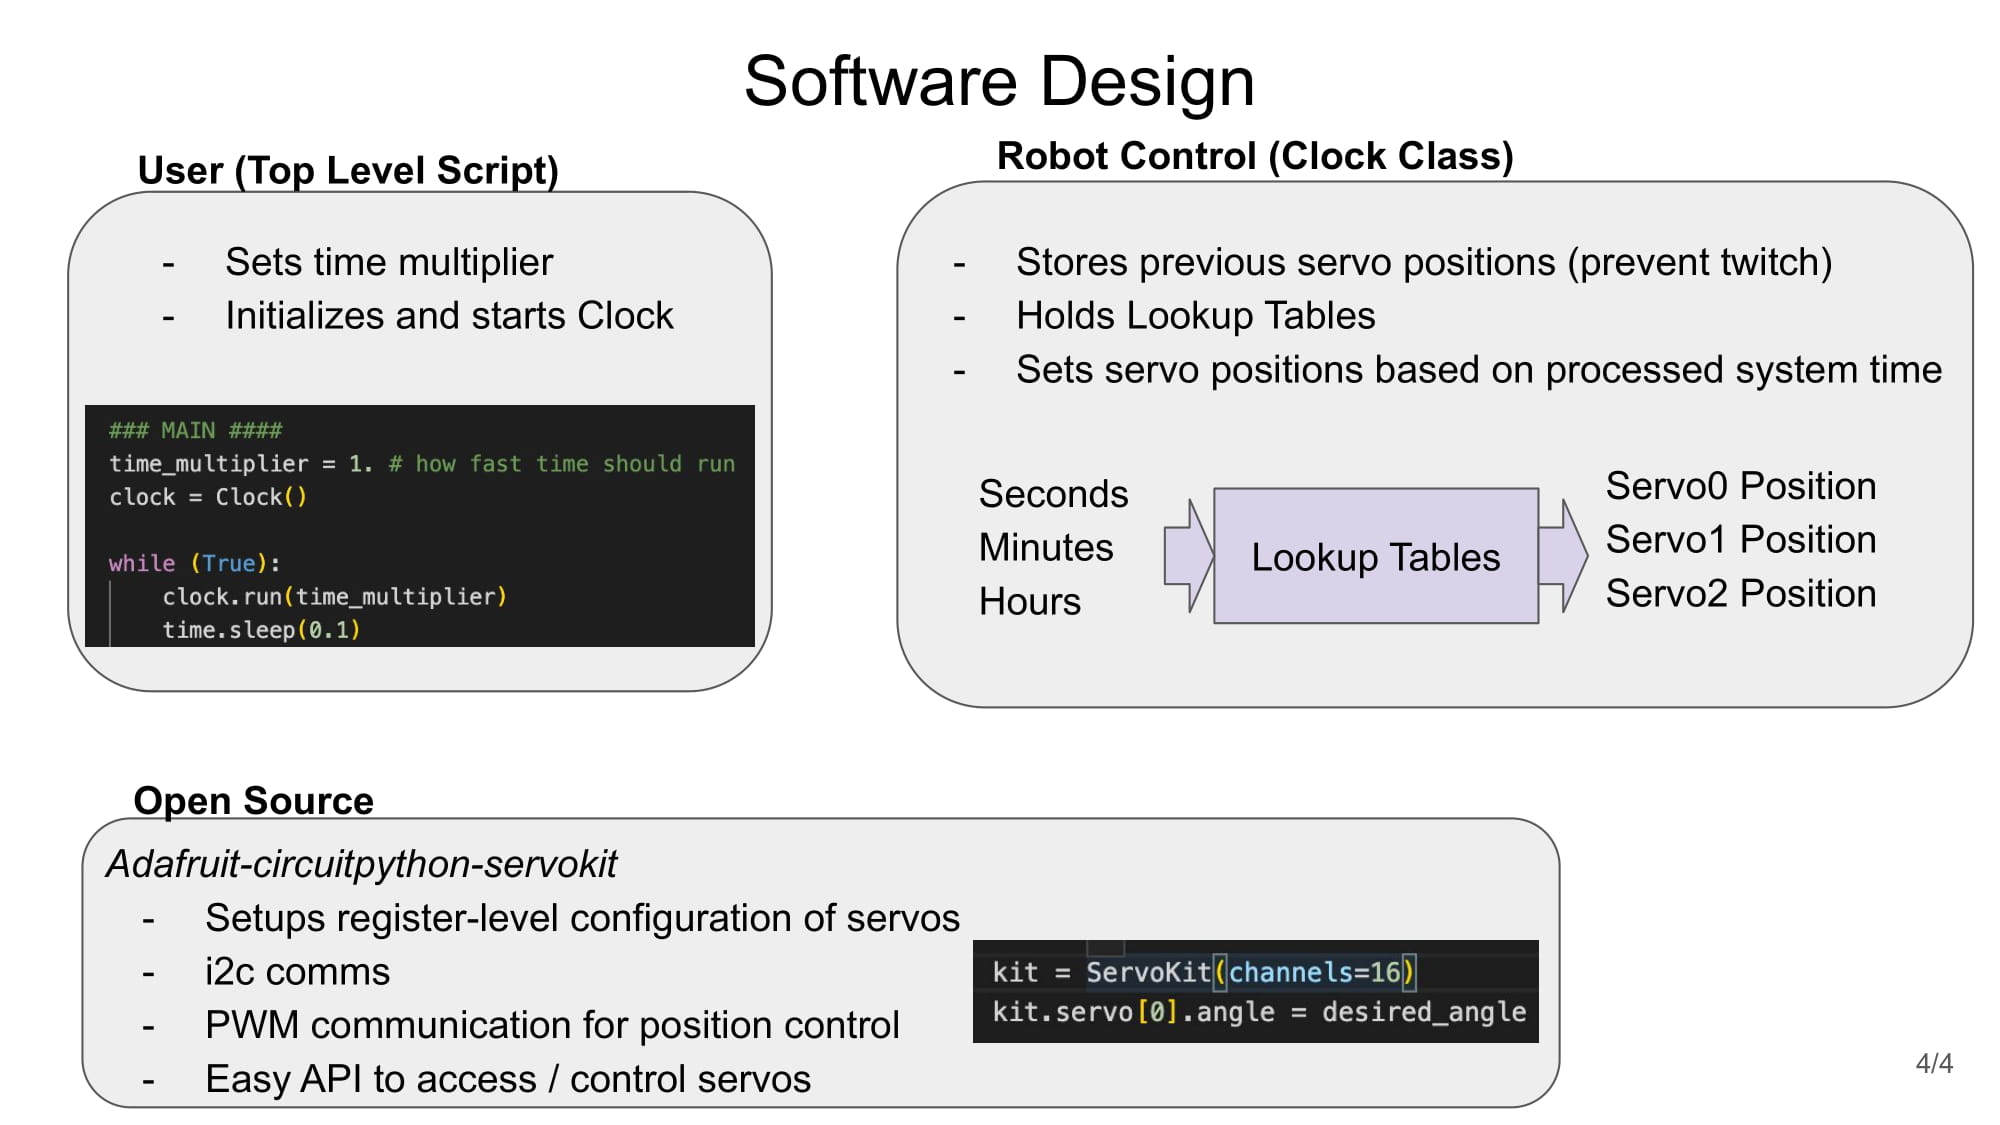 Software Design
User (Top Level Script)
- Sets time multiplier
- Initializes and starts Clock
### MAIN ####
time_multiplier = 1. # how fast time should run
clock = Clock()
while (True):
clock.run(time_multiplier)
time.sleep(0.1)
Robot Control (Clock Class)
- Stores previous servo positions (prevent twitch)
- Holds Lookup Tables
- Sets servo positions based on processed system time
Seconds
Minutes
Hours
Lookup Tables
Servo0 Position
Servo1 Position
Servo2 Position
Open Source
Adafruit-circuitpython-servokit
- Setups register-level configuration of servos
- i2c comms
- PWM communication for position control
- Easy API to access / control servos
kit = ServoKit(channels=16)
kit.servo[0].angle = desired_angle
4/4